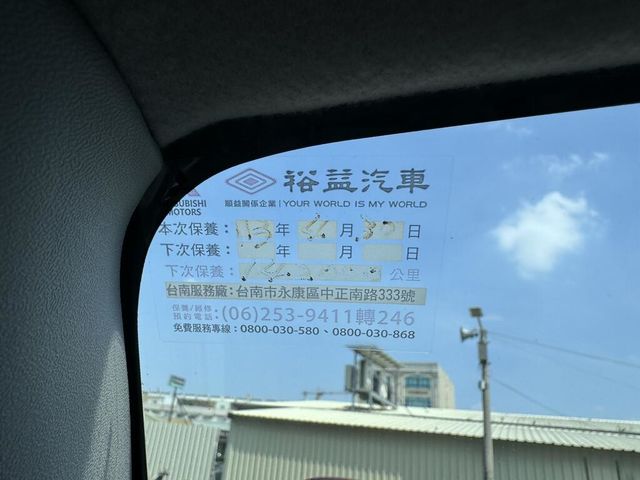 裕益汽車
MITSUBISHI MOTORS
順益關係企業 | YOUR WORLD IS MY WORLD
本次保養： 年 月 日
下次保養： 年 月 日
下次保養： 公里
台南服務廠：台南市永康區中正南路333號
保養/維修
預約電話：(06)253-9411轉246
免費服務專線：0800-030-580、0800-030-868